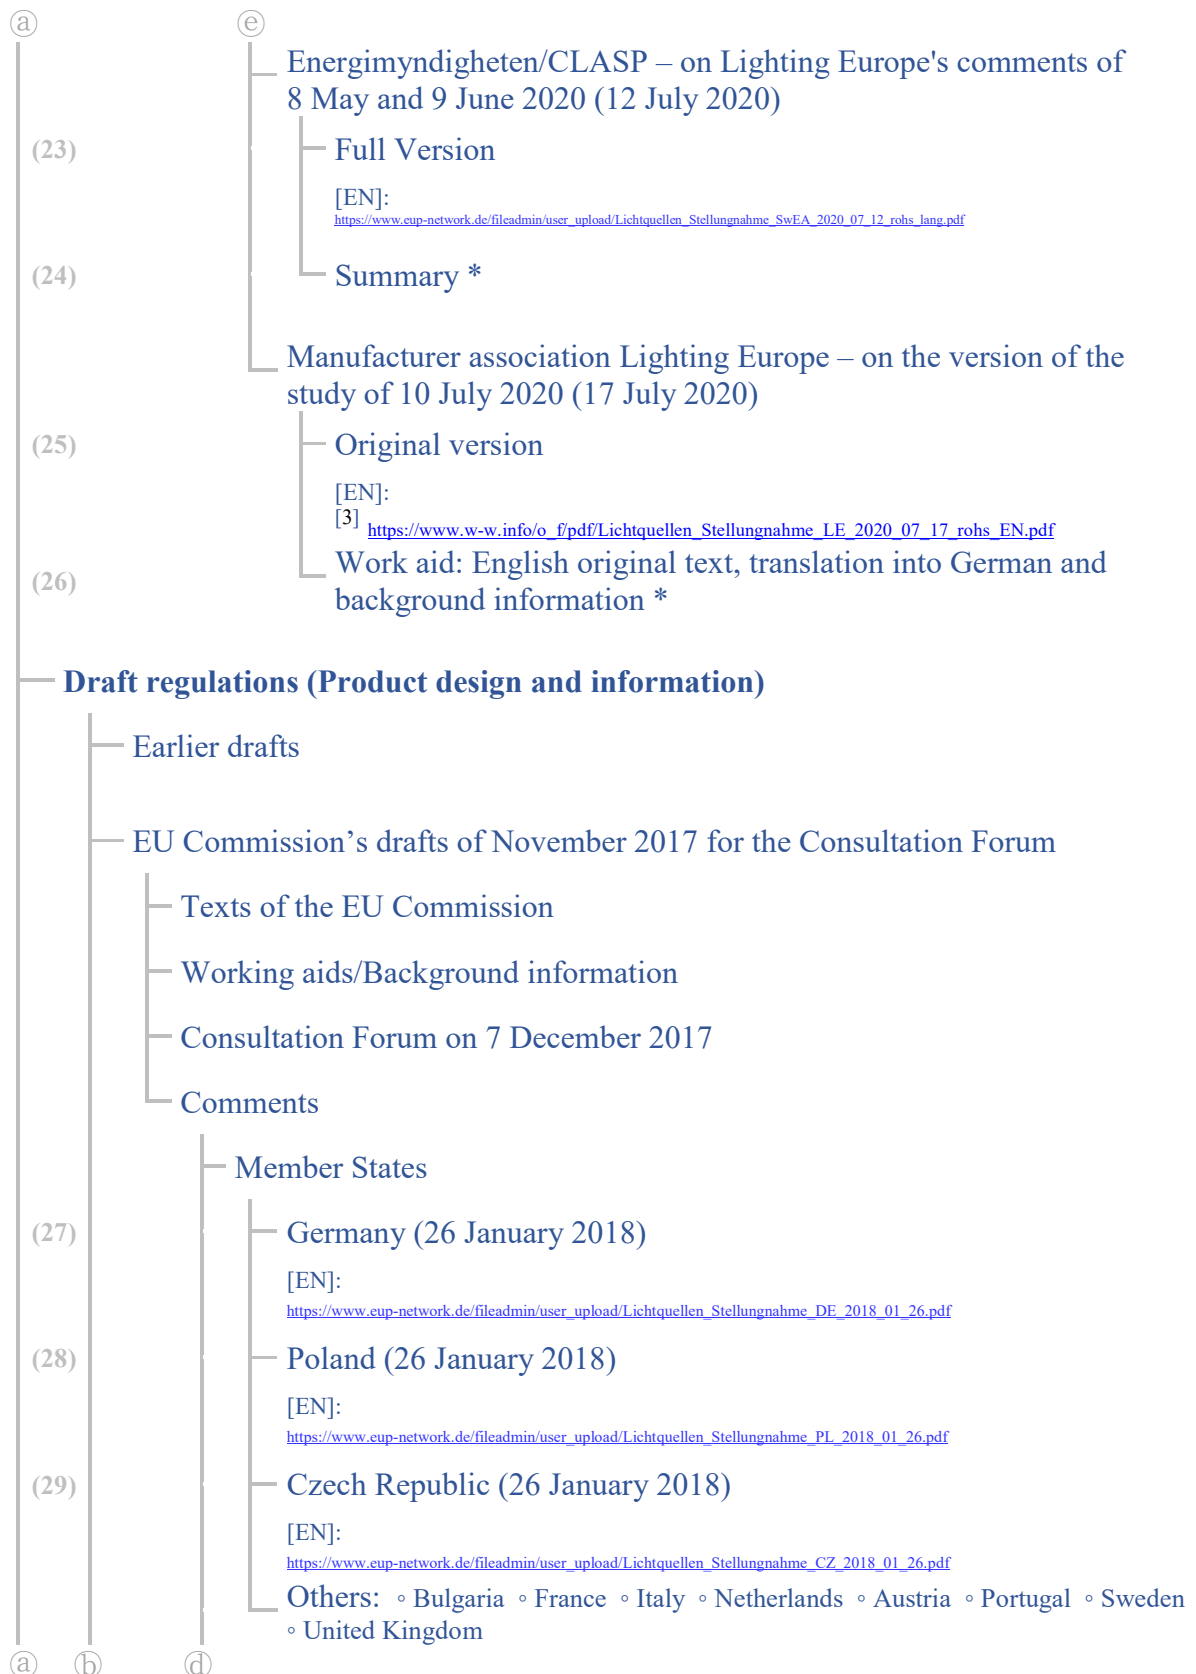 ⓐ ⓔ
Energimyndigheten/CLASP – on Lighting Europe's comments of
8 May and 9 June 2020 (12 July 2020)
(23) Full Version
[EN]:
https://www.eup-network.de/fileadmin/user_upload/Lichtquellen_Stellungnahme_SwEA_2020_07_12_rohs_lang.pdf
(24) Summary *
Manufacturer association Lighting Europe – on the version of the
study of 10 July 2020 (17 July 2020)
(25) Original version
[EN]:
[3] https://www.w-w.info/o_f/pdf/Lichtquellen_Stellungnahme_LE_2020_07_17_rohs_EN.pdf
(26) Work aid: English original text, translation into German and
background information *
Draft regulations (Product design and information)
Earlier drafts
EU Commission’s drafts of November 2017 for the Consultation Forum
Texts of the EU Commission
Working aids/Background information
Consultation Forum on 7 December 2017
Comments
Member States
(27) Germany (26 January 2018)
[EN]:
https://www.eup-network.de/fileadmin/user_upload/Lichtquellen_Stellungnahme_DE_2018_01_26.pdf
(28) Poland (26 January 2018)
[EN]:
https://www.eup-network.de/fileadmin/user_upload/Lichtquellen_Stellungnahme_PL_2018_01_26.pdf
(29) Czech Republic (26 January 2018)
[EN]:
https://www.eup-network.de/fileadmin/user_upload/Lichtquellen_Stellungnahme_CZ_2018_01_26.pdf
Others: ◦ Bulgaria ◦ France ◦ Italy ◦ Netherlands ◦ Austria ◦ Portugal ◦ Sweden
◦ United Kingdom
ⓐ ⓑ ⓓ